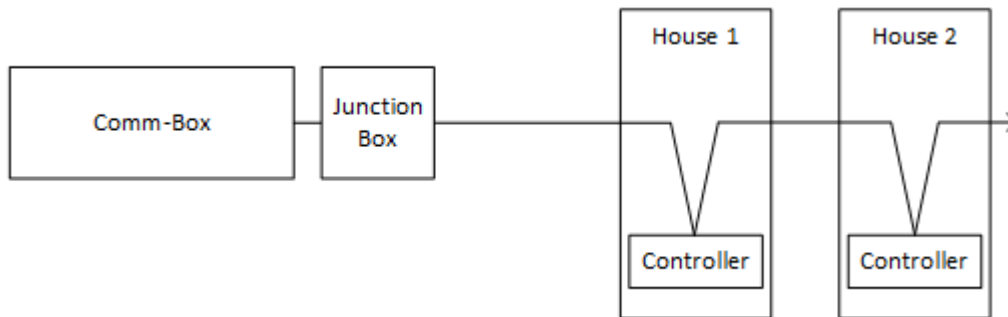 House 1
House 2
Comm-Box
Junction
Box
Controller
Controller